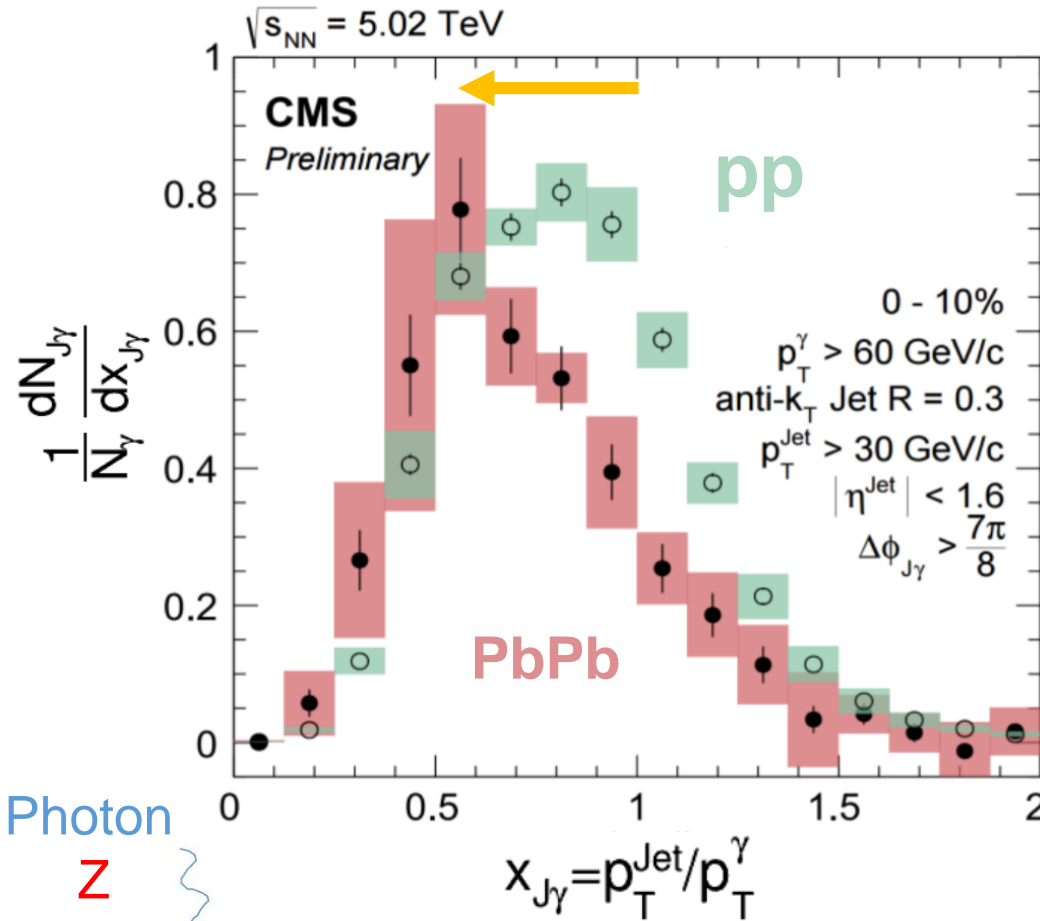 √s_NN = 5.02 TeV
CMS
Preliminary
pp
PbPb
0 - 10%
p_T^γ > 60 GeV/c
anti-k_T Jet R = 0.3
p_T^Jet > 30 GeV/c
|η^Jet| < 1.6
Δϕ_Jγ > 7π/8
1/N_γ dN_Jγ/dx_Jγ
1
0.8
0.6
0.4
0.2
0
0 0.5 1 1.5 2
x_Jγ=p_T^Jet/p_T^γ
Photon
Z